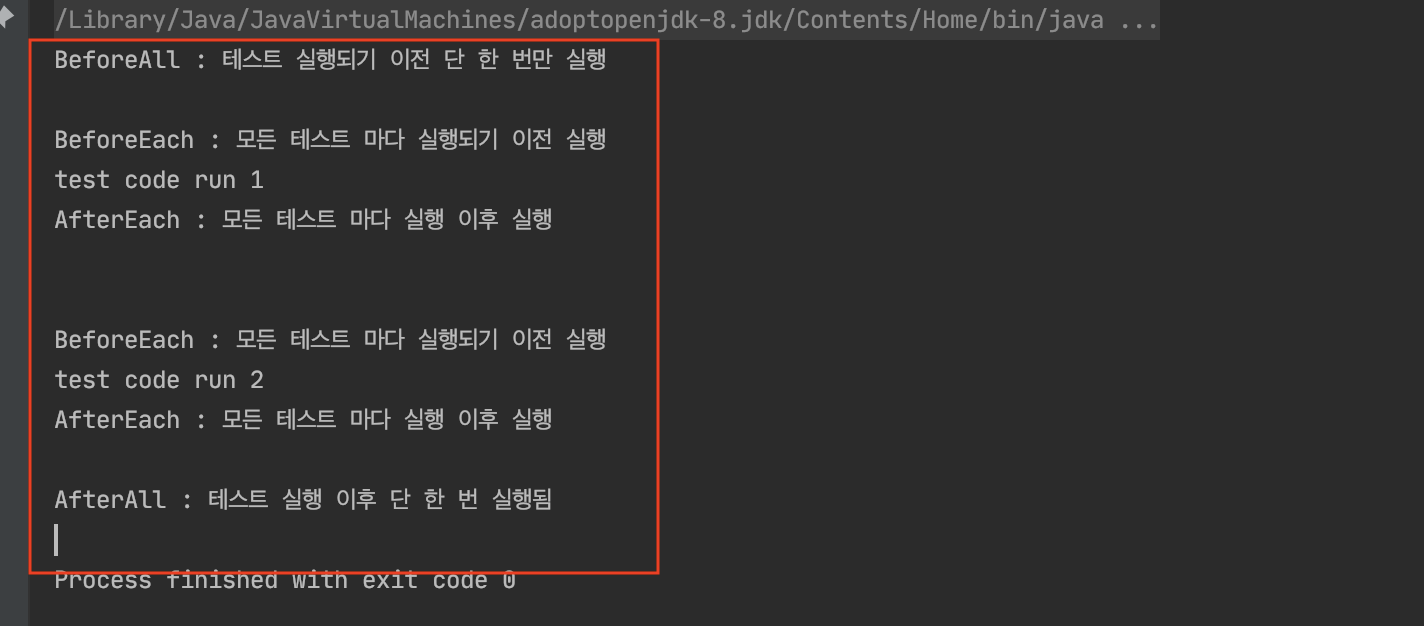 /Library/Java/JavaVirtualMachines/adoptopenjdk-8.jdk/Contents/Home/bin/java ...
BeforeAll : 테스트 실행되기 이전 단 한 번만 실행
BeforeEach : 모든 테스트 마다 실행되기 이전 실행
test code run 1
AfterEach : 모든 테스트 마다 실행 이후 실행
BeforeEach : 모든 테스트 마다 실행되기 이전 실행
test code run 2
AfterEach : 모든 테스트 마다 실행 이후 실행
AfterAll : 테스트 실행 이후 단 한 번 실행됨
Process finished with exit code 0